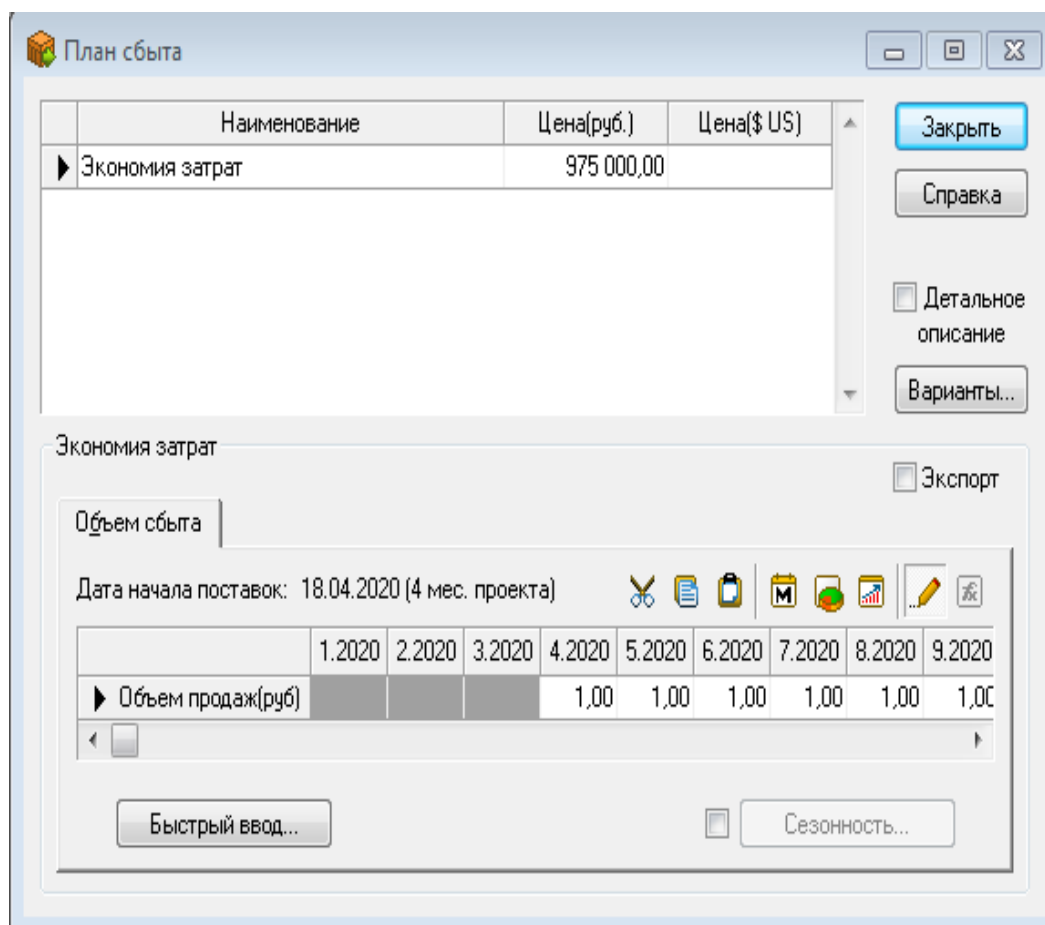 План сбыта
Наименование Цена(руб.) Цена($ US)
Экономия затрат 975 000,00
Закрыть
Справка
Детальное
описание
Варианты...
Экономия затрат
Экспорт
Объем сбыта
Дата начала поставок: 18.04.2020 (4 мес. проекта)
1.2020 2.2020 3.2020 4.2020 5.2020 6.2020 7.2020 8.2020 9.2020
Объем продаж(руб) 1,00 1,00 1,00 1,00 1,00 1,00
Быстрый ввод... Сезонность...